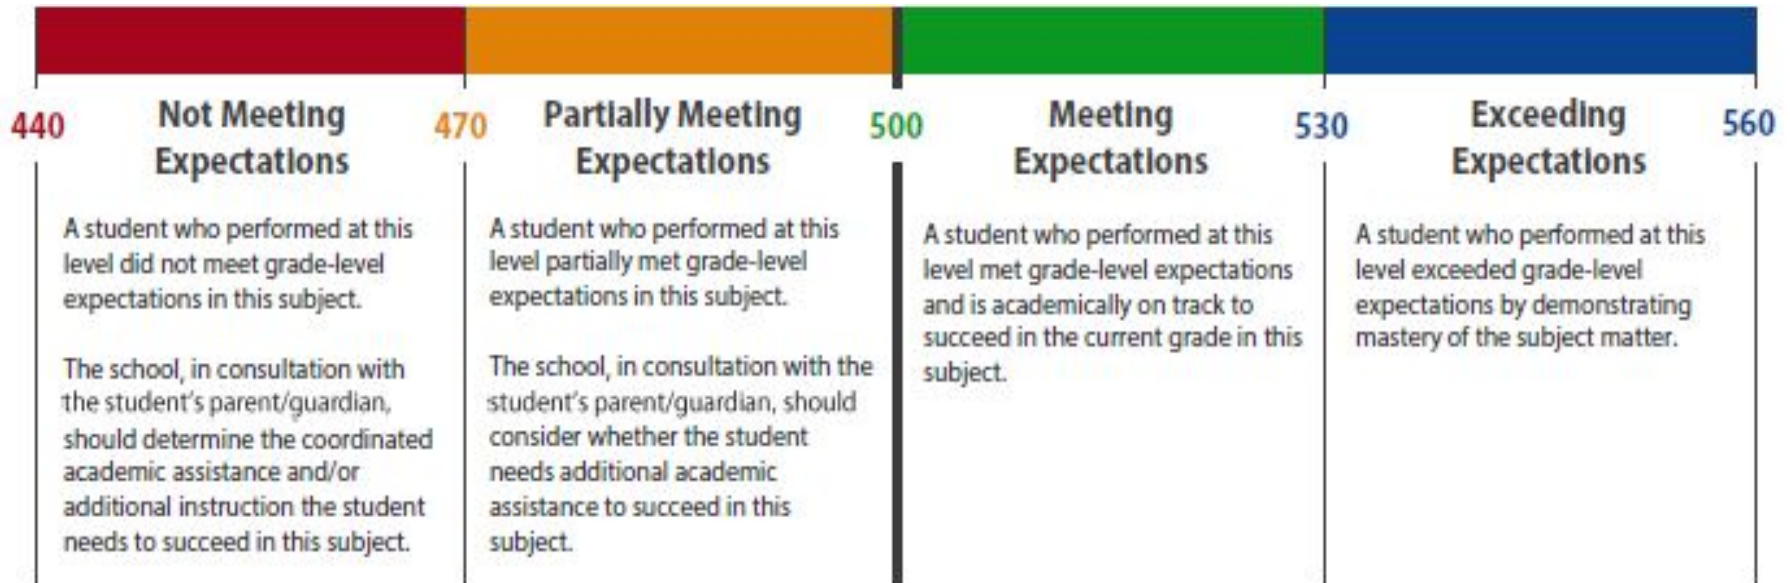 440
Not Meeting
Expectations
470
Partially Meeting
Expectations
500
Meeting
Expectations
530
Exceeding
Expectations
560
A student who performed at this
level did not meet grade-level
expectations in this subject.
The school, in consultation with
the student's parent/guardian,
should determine the coordinated
academic assistance and/or
additional instruction the student
needs to succeed in this subject.
A student who performed at this
level partially met grade-level
expectations in this subject.
The school, in consultation with the
student's parent/guardian, should
consider whether the student
needs additional academic
assistance to succeed in this
subject.
A student who performed at this
level met grade-level expectations
and is academically on track to
succeed in the current grade in this
subject.
A student who performed at this
level exceeded grade-level
expectations by demonstrating
mastery of the subject matter.